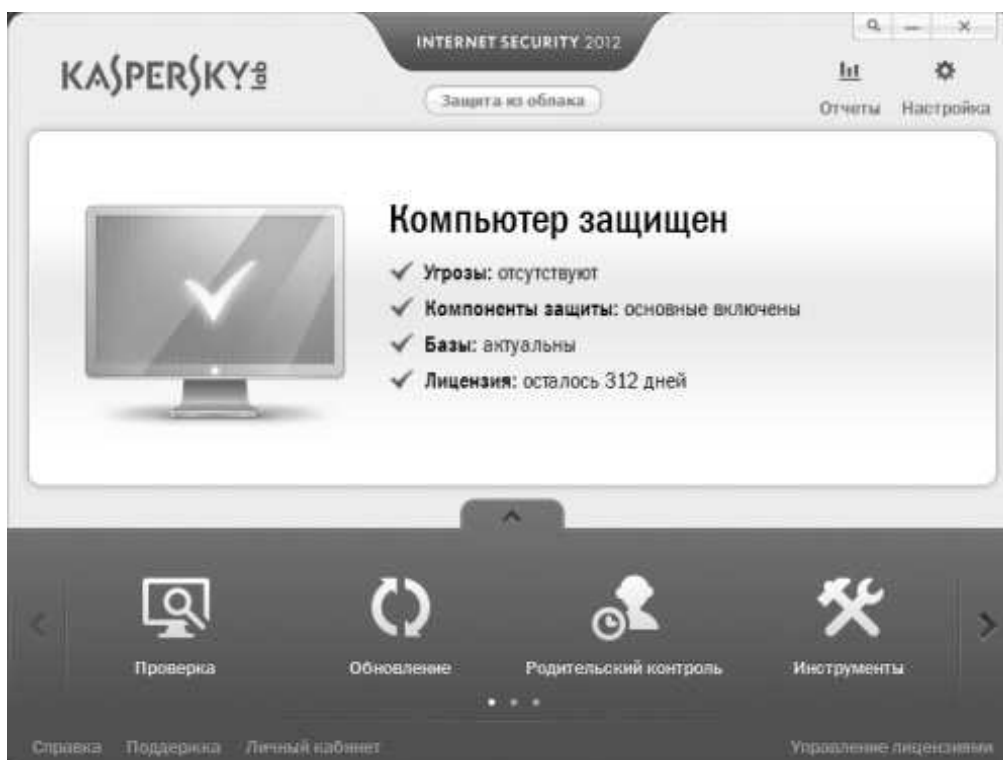 INTERNET SECURITY 2012
KASPERSKY lab
Защита из облака
Отчеты
Настройка
Компьютер защищен
Угрозы: отсутствуют
Компоненты защиты: основные включены
Базы: актуальны
Лицензия: осталось 312 дней
Проверка
Обновление
Родительский контроль
Инструменты
Справка
Поддержка
Личный кабинет
Управление лицензиями